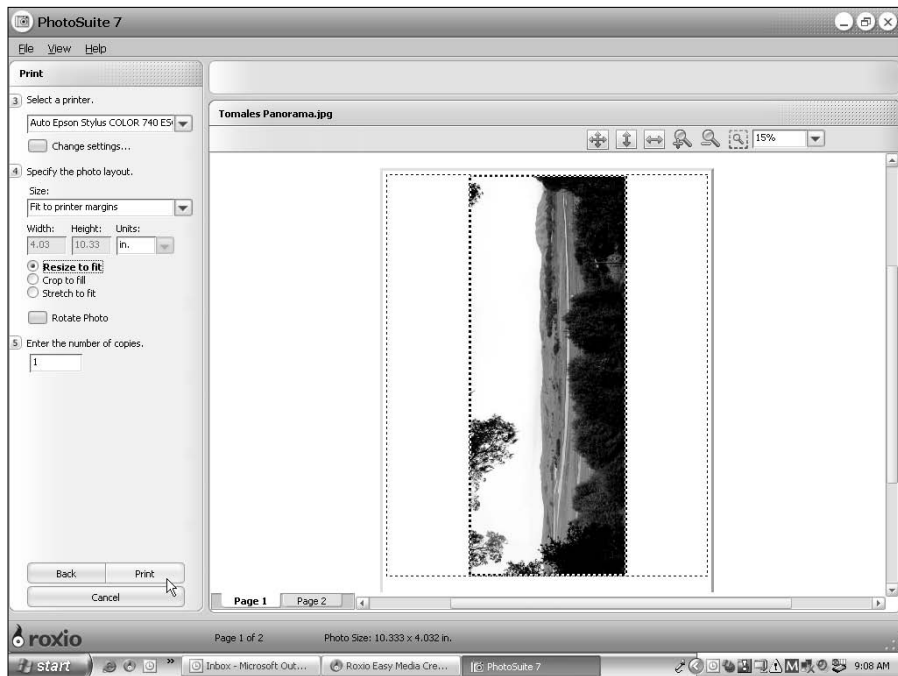 PhotoSuite 7
File View Help
Print
3 Select a printer.
Auto Epson Stylus COLOR 740 ES
Change settings...
4 Specify the photo layout.
Size:
Fit to printer margins
Width: Height: Units:
4.03 10.33 in.
Resize to fit
Crop to fill
Stretch to fit
Rotate Photo
5 Enter the number of copies.
1
Back Print
Cancel
Tomales Panorama.jpg
15%
Page 1 Page 2
roxio
Page 1 of 2 Photo Size: 10.333 x 4.032 in.
start » Inbox - Microsoft Out... Roxio Easy Media Cre... PhotoSuite 7 9:08 AM